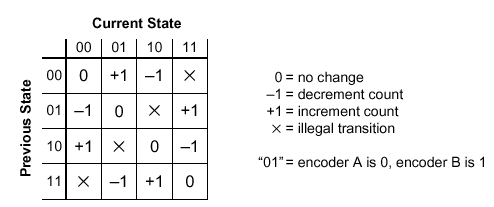 Current State
00 01 10 11
Previous State
00 0 +1 –1 ×
01 –1 0 × +1
10 +1 × 0 –1
11 × –1 +1 0
0 = no change
–1 = decrement count
+1 = increment count
× = illegal transition
“01” = encoder A is 0, encoder B is 1